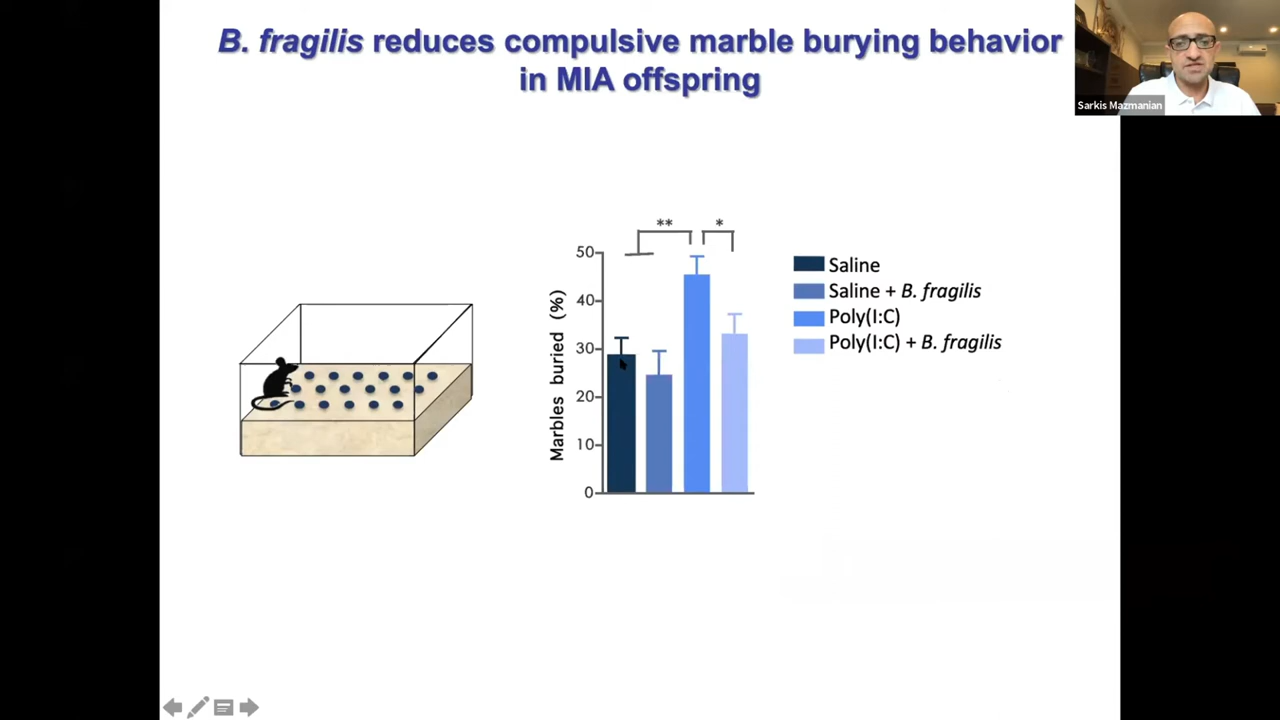 B. fragilis reduces compulsive marble burying behavior
in MIA offspring
Sarkis Mazmanian
** *
50
40
30
20
10
0
Marbles buried (%)
Saline
Saline + B. fragilis
Poly(I:C)
Poly(I:C) + B. fragilis